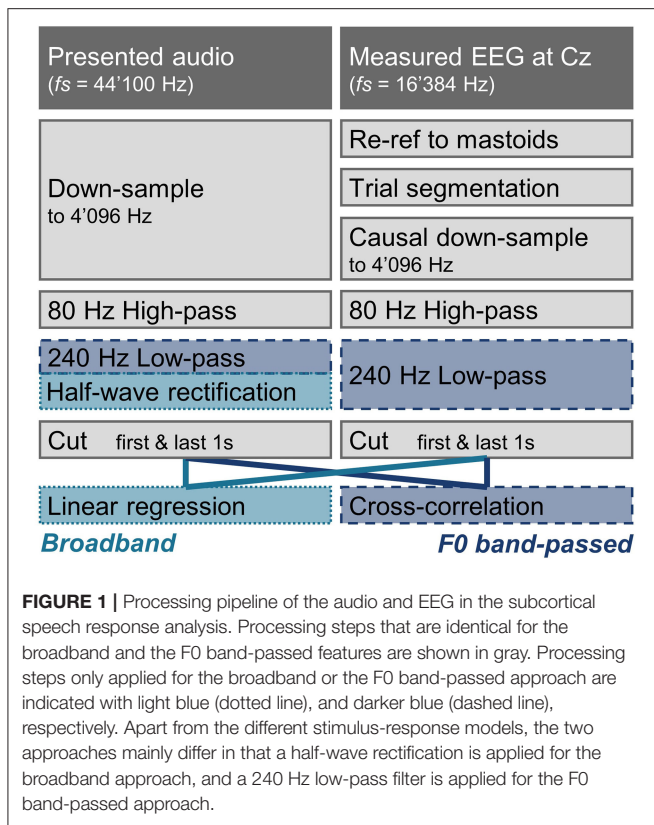 Presented audio
(fs = 44'100 Hz)
Measured EEG at Cz
(fs = 16'384 Hz)
Down-sample
to 4'096 Hz
Re-ref to mastoids
Trial segmentation
Causal down-sample
to 4'096 Hz
80 Hz High-pass
80 Hz High-pass
240 Hz Low-pass
Half-wave rectification
240 Hz Low-pass
Cut first & last 1s
Cut first & last 1s
Linear regression
Cross-correlation
Broadband
F0 band-passed
FIGURE 1 | Processing pipeline of the audio and EEG in the subcortical
speech response analysis. Processing steps that are identical for the
broadband and the F0 band-passed features are shown in gray. Processing
steps only applied for the broadband or the F0 band-passed approach are
indicated with light blue (dotted line), and darker blue (dashed line),
respectively. Apart from the different stimulus-response models, the two
approaches mainly differ in that a half-wave rectification is applied for the
broadband approach, and a 240 Hz low-pass filter is applied for the F0
band-passed approach.